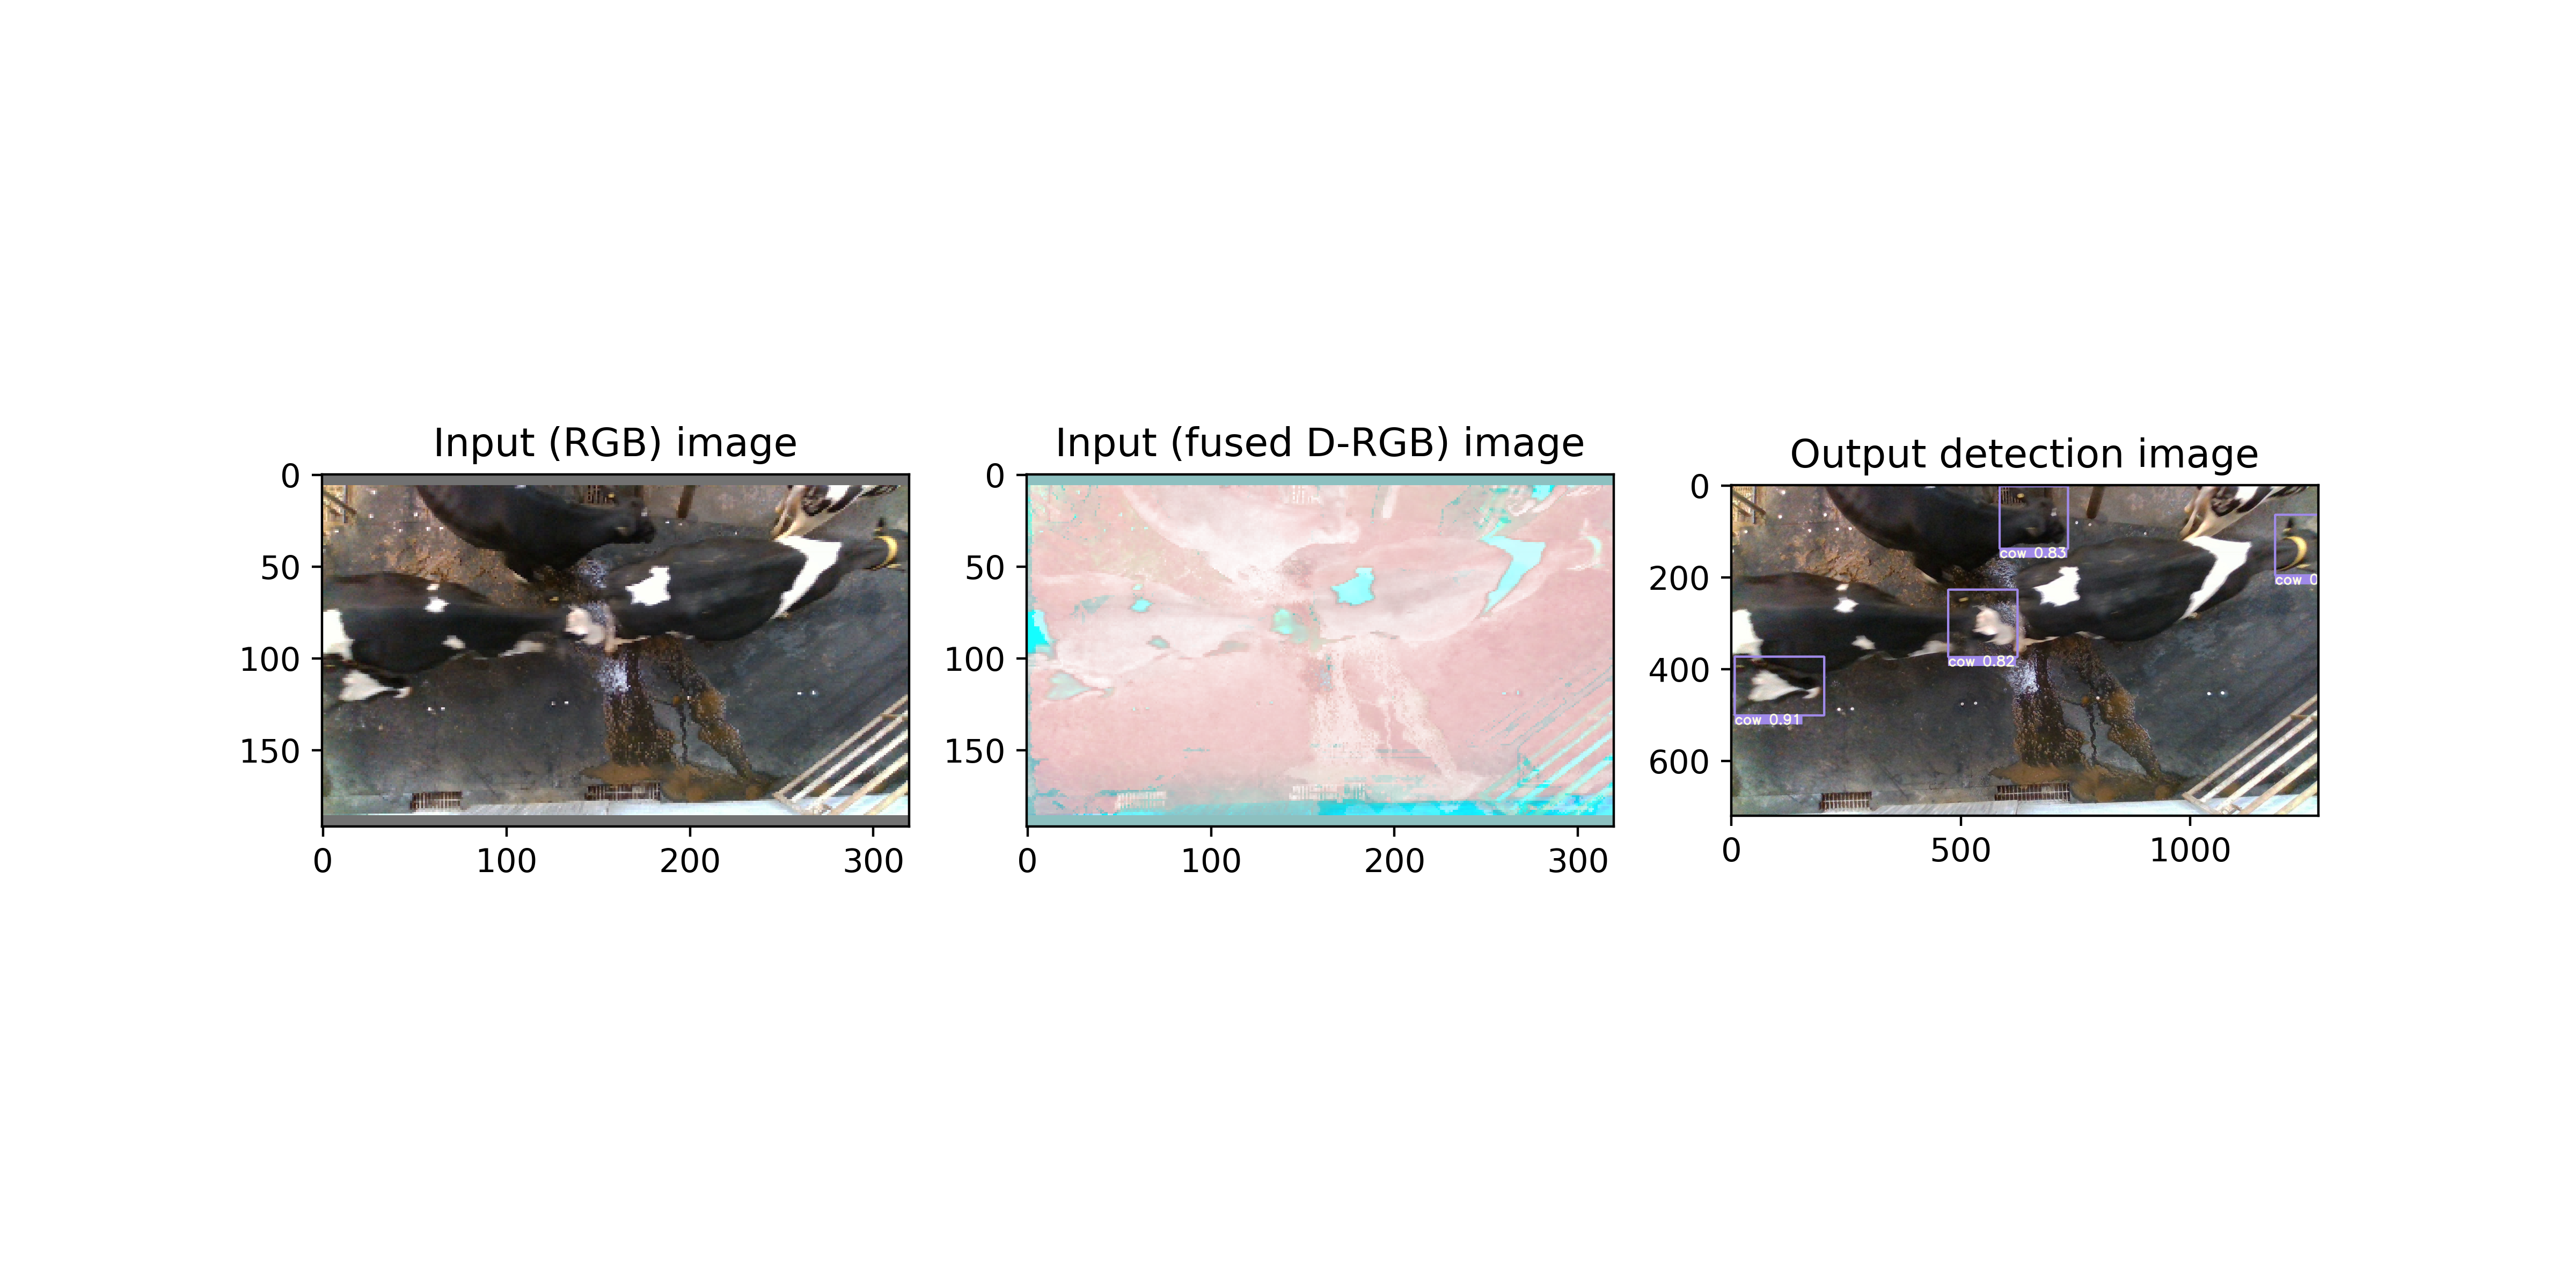 Input (RGB) image
0
50
100
150
0 100 200 300
Input (fused D-RGB) image
0
50
100
150
0 100 200 300
Output detection image
0
200
400
600
0 500 1000
cow 0.83
cow 0
cow 0.82
cow 0.91